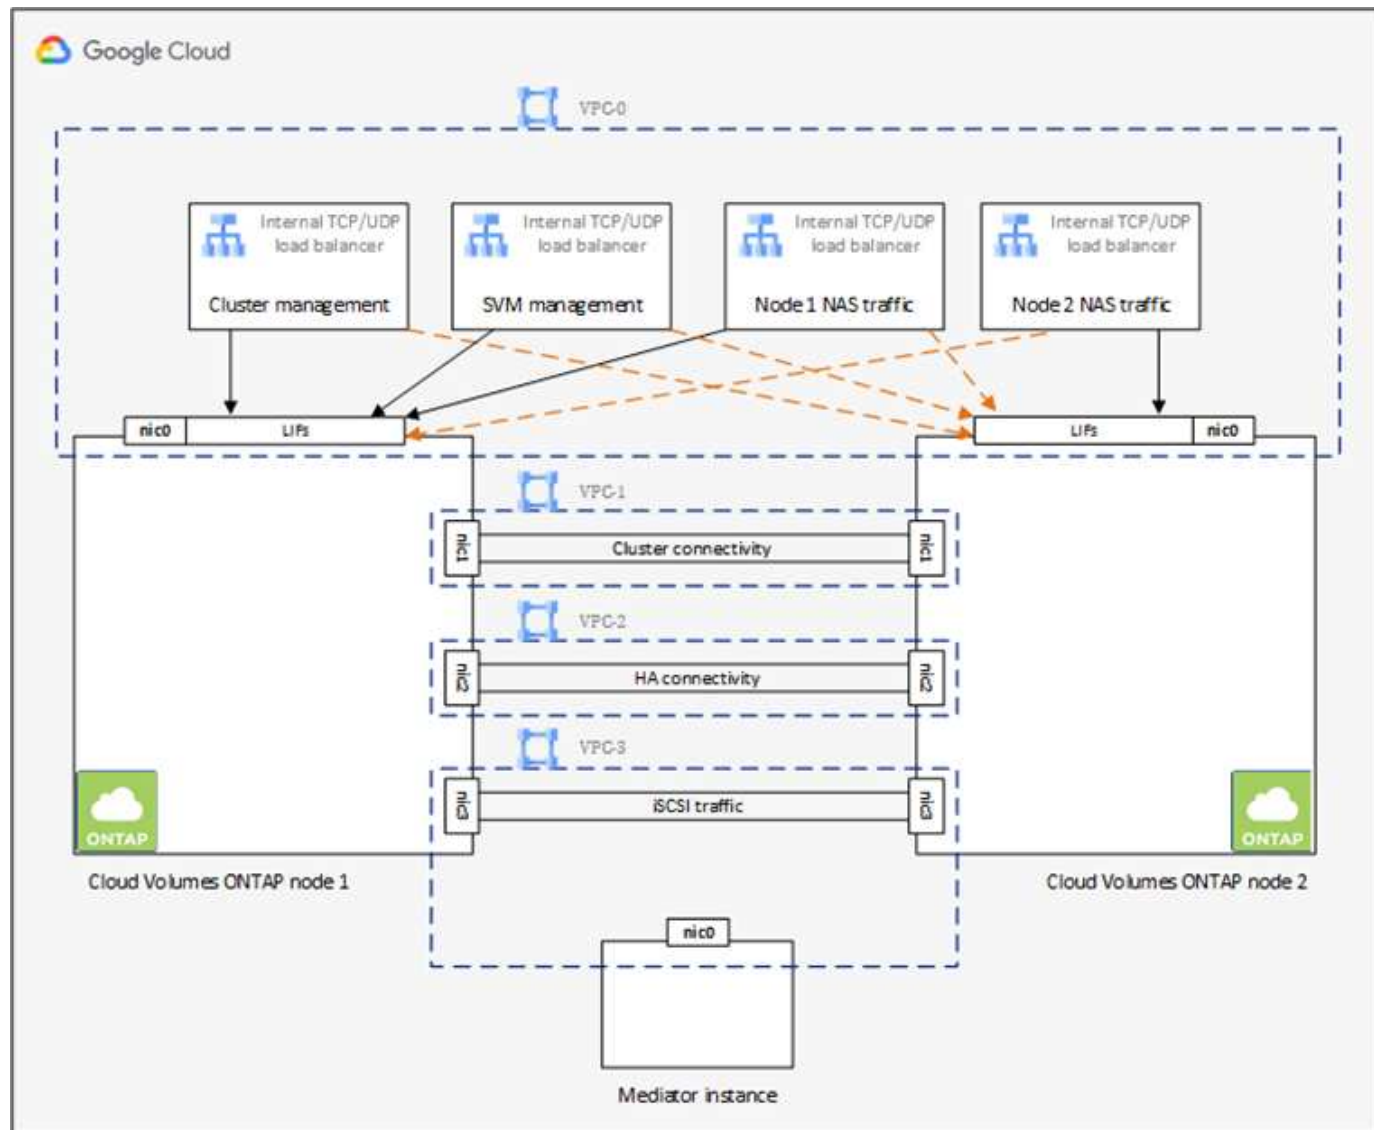 Google Cloud
VPC-0
Internal TCP/UDP
load balancer
Cluster management
Internal TCP/UDP
load balancer
SVM management
Internal TCP/UDP
load balancer
Node 1 NAS traffic
Internal TCP/UDP
load balancer
Node 2 NAS traffic
nic0
LIFs
LIFs
nic0
VPC-1
nic1
Cluster connectivity
nic1
VPC-2
nic2
HA connectivity
nic2
VPC-3
nic3
iSCSI traffic
nic3
ONTAP
ONTAP
Cloud Volumes ONTAP node 1
Cloud Volumes ONTAP node 2
nic0
Mediator instance